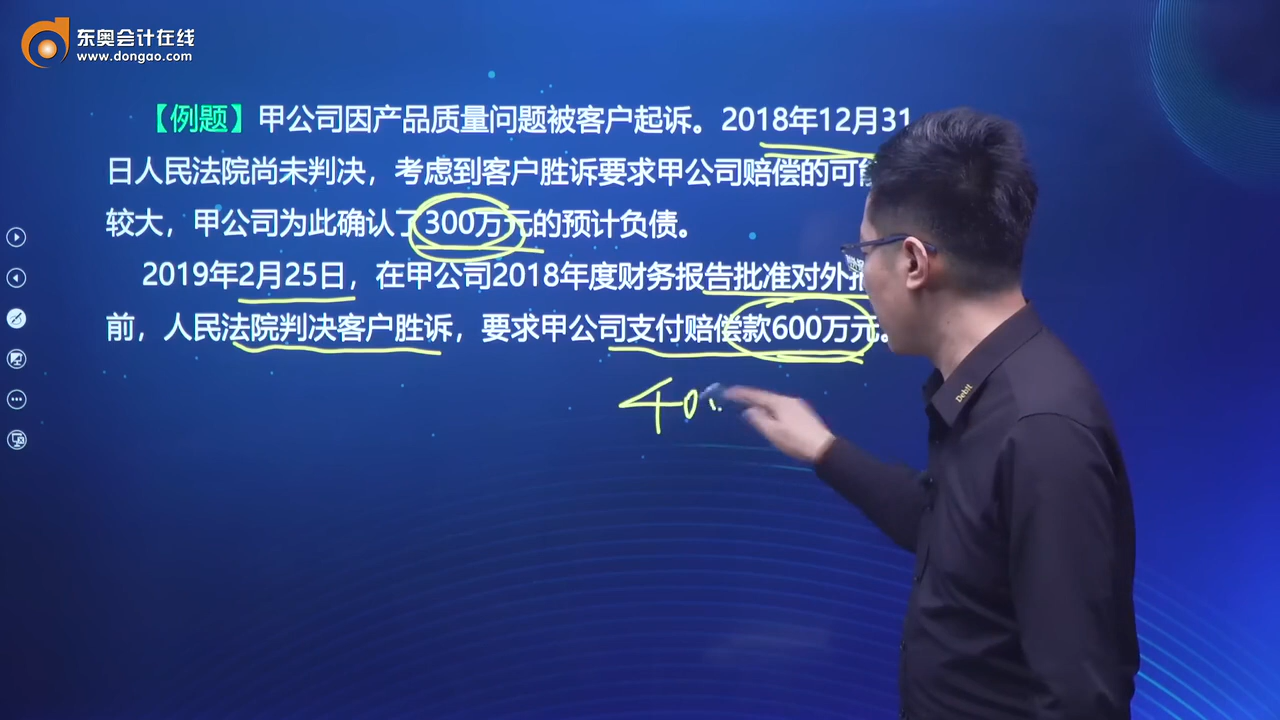 东奥会计在线
www.dongao.com
【例题】甲公司因产品质量问题被客户起诉。2018年12月31
日人民法院尚未判决，考虑到客户胜诉要求甲公司赔偿的可能
较大，甲公司为此确认了300万元的预计负债。
2019年2月25日，在甲公司2018年度财务报告批准对外报
前，人民法院判决客户胜诉，要求甲公司支付赔偿款600万元。
40
Debit